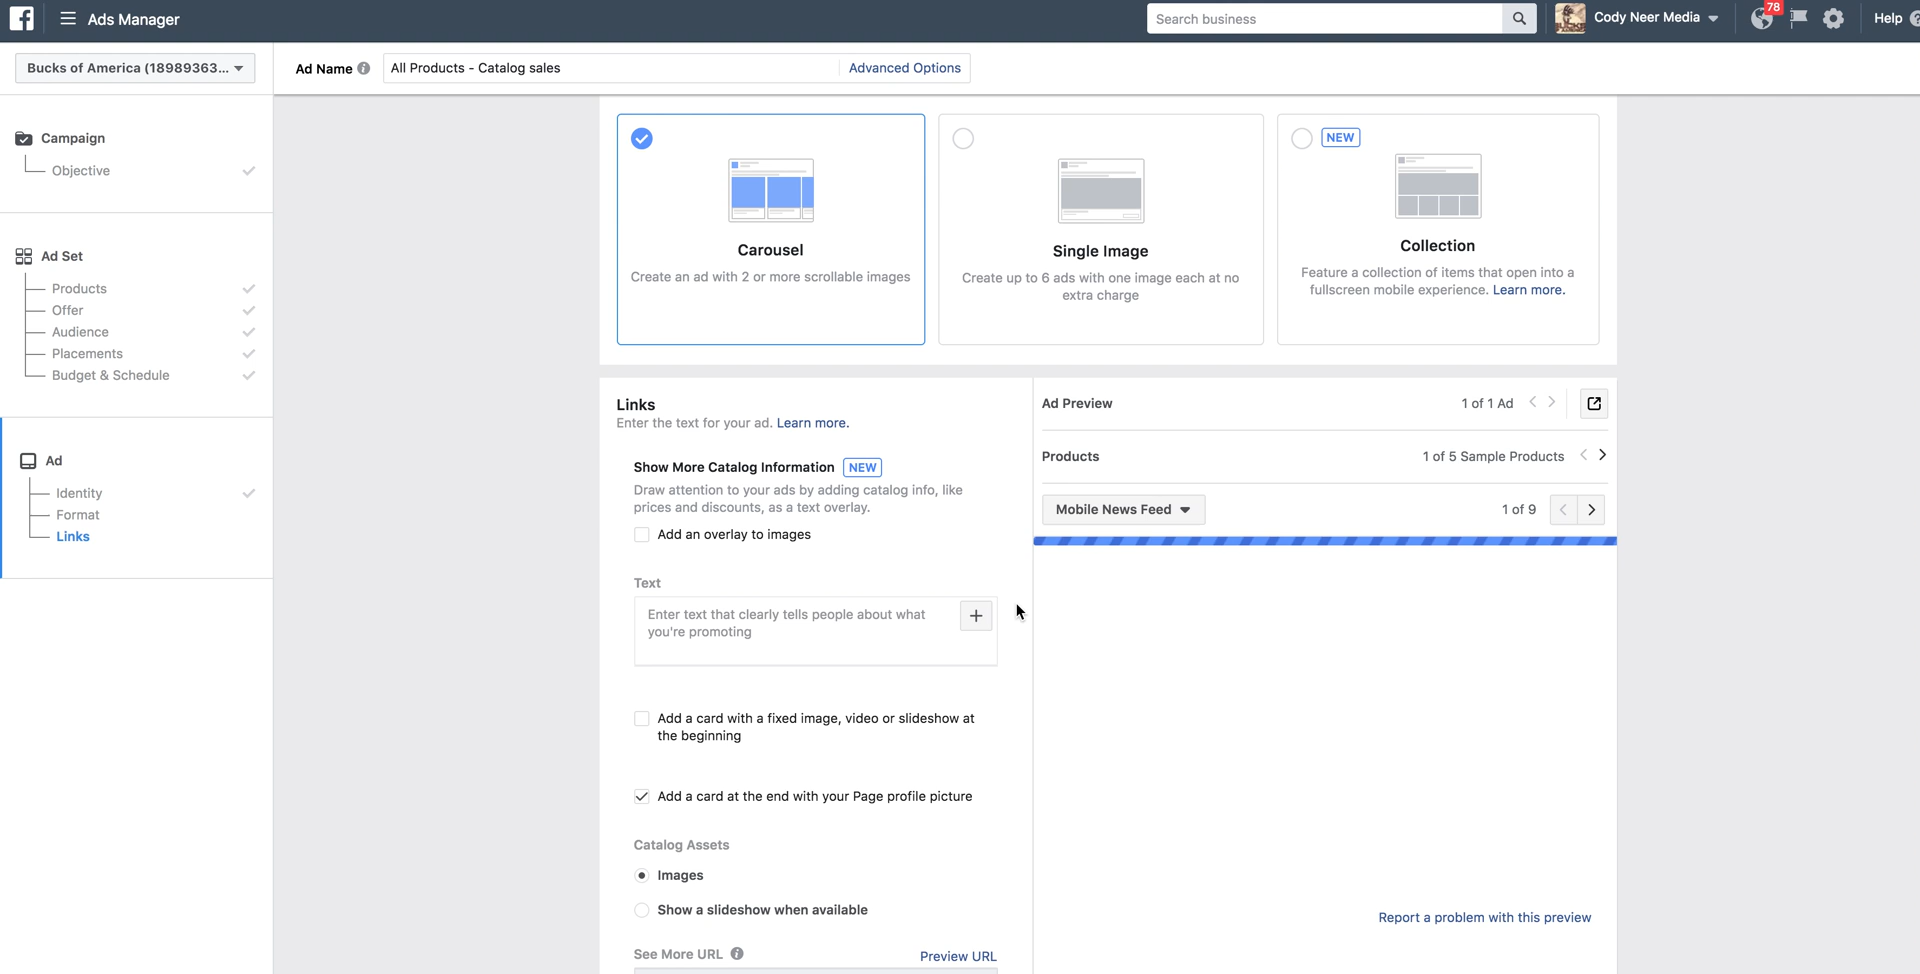 Ads Manager
Search business
Cody Neer Media
78
Help
Bucks of America (18989363...
Ad Name
All Products - Catalog sales
Advanced Options
Campaign
Objective
Ad Set
Products
Offer
Audience
Placements
Budget & Schedule
Ad
Identity
Format
Links
Carousel
Create an ad with 2 or more scrollable images
Single Image
Create up to 6 ads with one image each at no
extra charge
NEW
Collection
Feature a collection of items that open into a
fullscreen mobile experience. Learn more.
Links
Enter the text for your ad. Learn more.
Show More Catalog Information NEW
Draw attention to your ads by adding catalog info, like
prices and discounts, as a text overlay.
Add an overlay to images
Text
Enter text that clearly tells people about what
you're promoting
Add a card with a fixed image, video or slideshow at
the beginning
Add a card at the end with your Page profile picture
Catalog Assets
Images
Show a slideshow when available
See More URL
Preview URL
Ad Preview
1 of 1 Ad
Products
1 of 5 Sample Products
Mobile News Feed
1 of 9
Report a problem with this preview